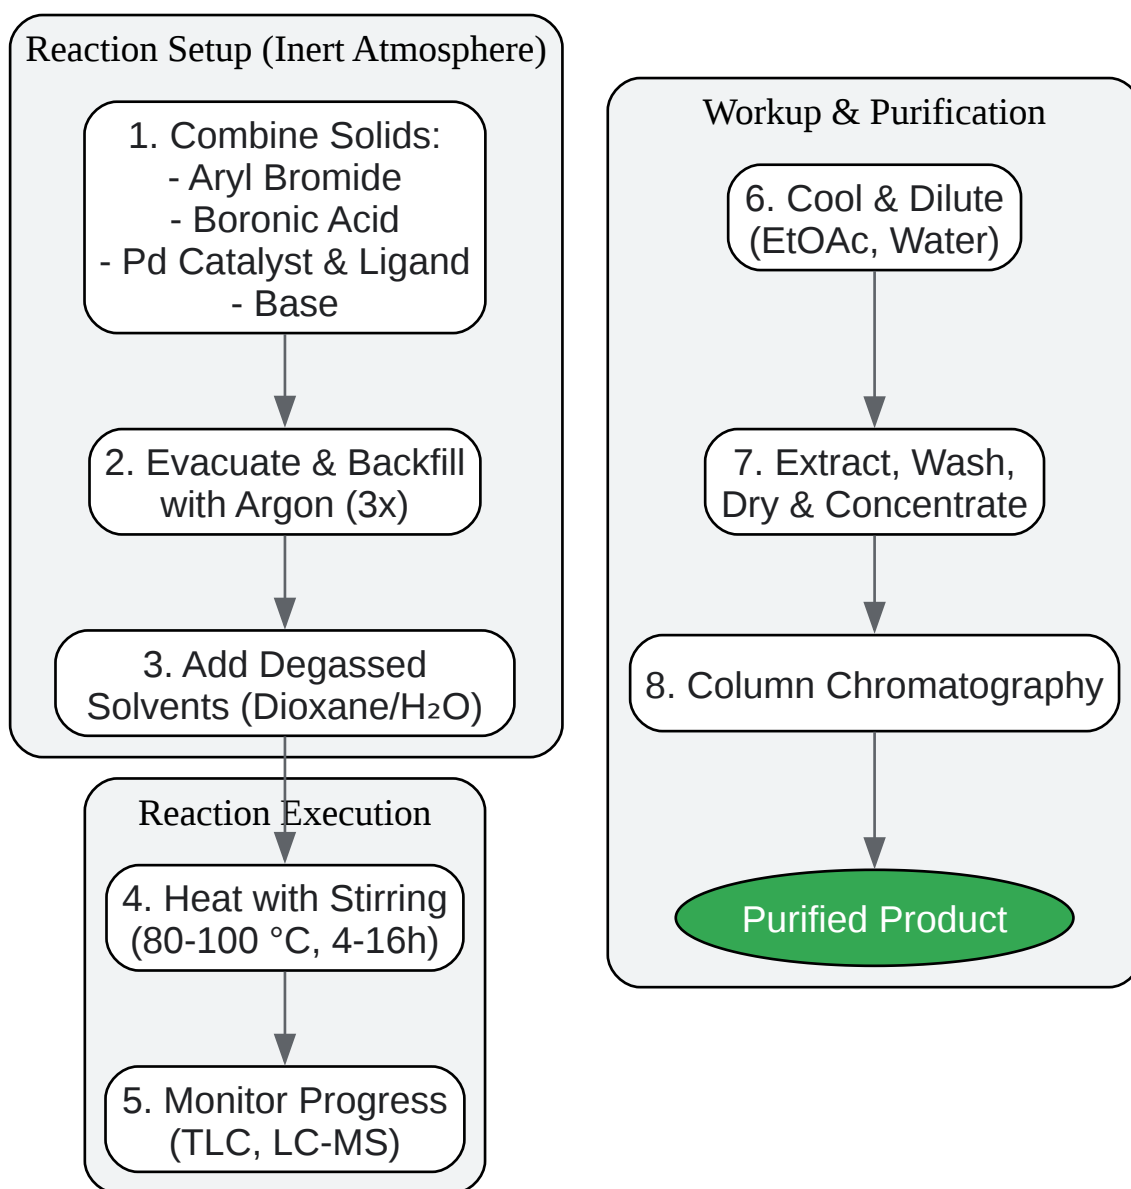 Reaction Setup (Inert Atmosphere)
1. Combine Solids:
- Aryl Bromide
- Boronic Acid
- Pd Catalyst & Ligand
- Base
2. Evacuate & Backfill
with Argon (3x)
3. Add Degassed
Solvents (Dioxane/H₂O)
Reaction Execution
4. Heat with Stirring
(80-100 °C, 4-16h)
5. Monitor Progress
(TLC, LC-MS)
Workup & Purification
6. Cool & Dilute
(EtOAc, Water)
7. Extract, Wash,
Dry & Concentrate
8. Column Chromatography
Purified Product